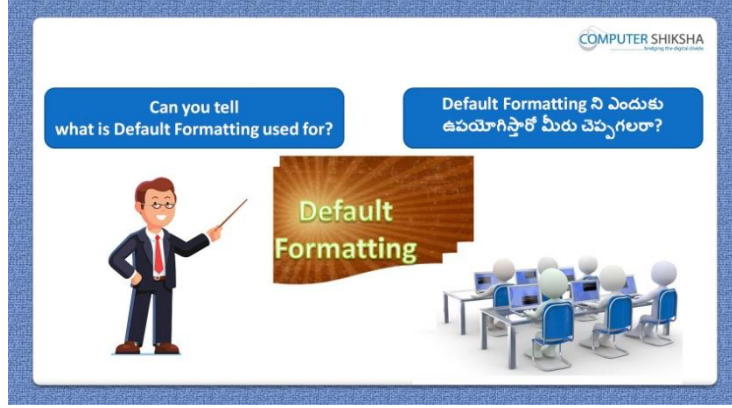 COMPUTER SHIKSHA
bridging the digital divide
Can you tell
what is Default Formatting used for?
Default Formatting ని ఎందుకు
ఉపయోగిస్తారో మీరు చెప్పగలరా?
Default
Formatting